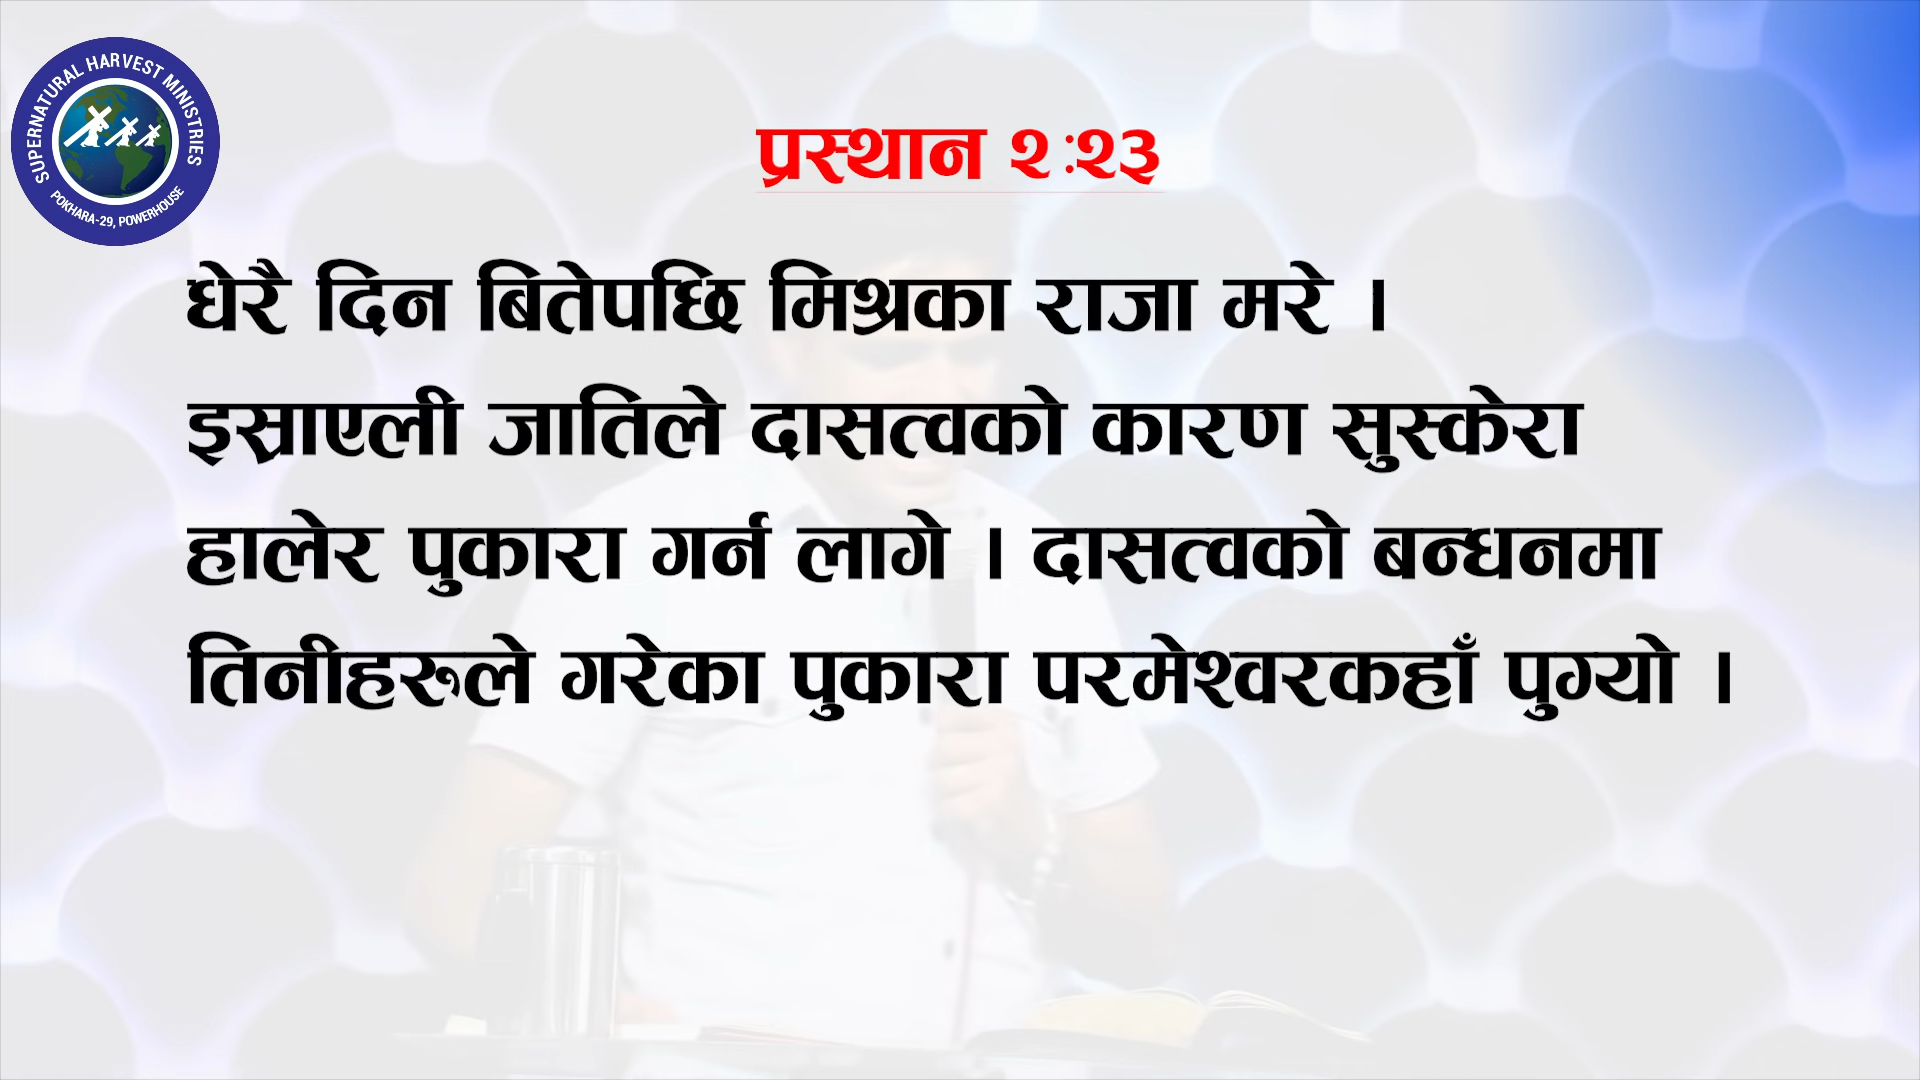 SUPERNATURAL HARVEST MINISTRIES
POKHARA-29, POWERHOUSE
प्रस्थान २ :२३
धेरै दिन बितेपछि मिश्रका राजा मरे ।
इस्राएली जातिले दासत्वको कारण सुस्केरा
हालेर पुकारा गर्न लागे । दासत्वको बन्धनमा
तिनीहरुले गरेका पुकारा परमेश्वरकहाँ पुग्यो ।